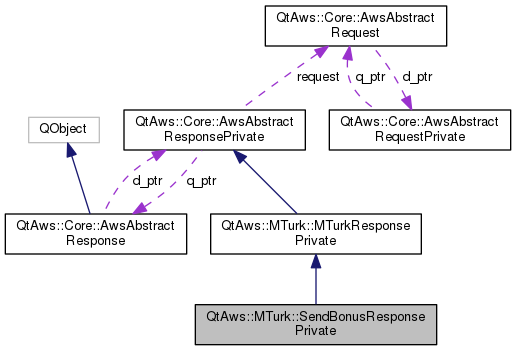 QtAws::Core::AwsAbstract
Request
request
q_ptr
d_ptr
QObject
QtAws::Core::AwsAbstract
ResponsePrivate
QtAws::Core::AwsAbstract
RequestPrivate
d_ptr
q_ptr
QtAws::Core::AwsAbstract
Response
QtAws::MTurk::MTurkResponse
Private
QtAws::MTurk::SendBonusResponse
Private